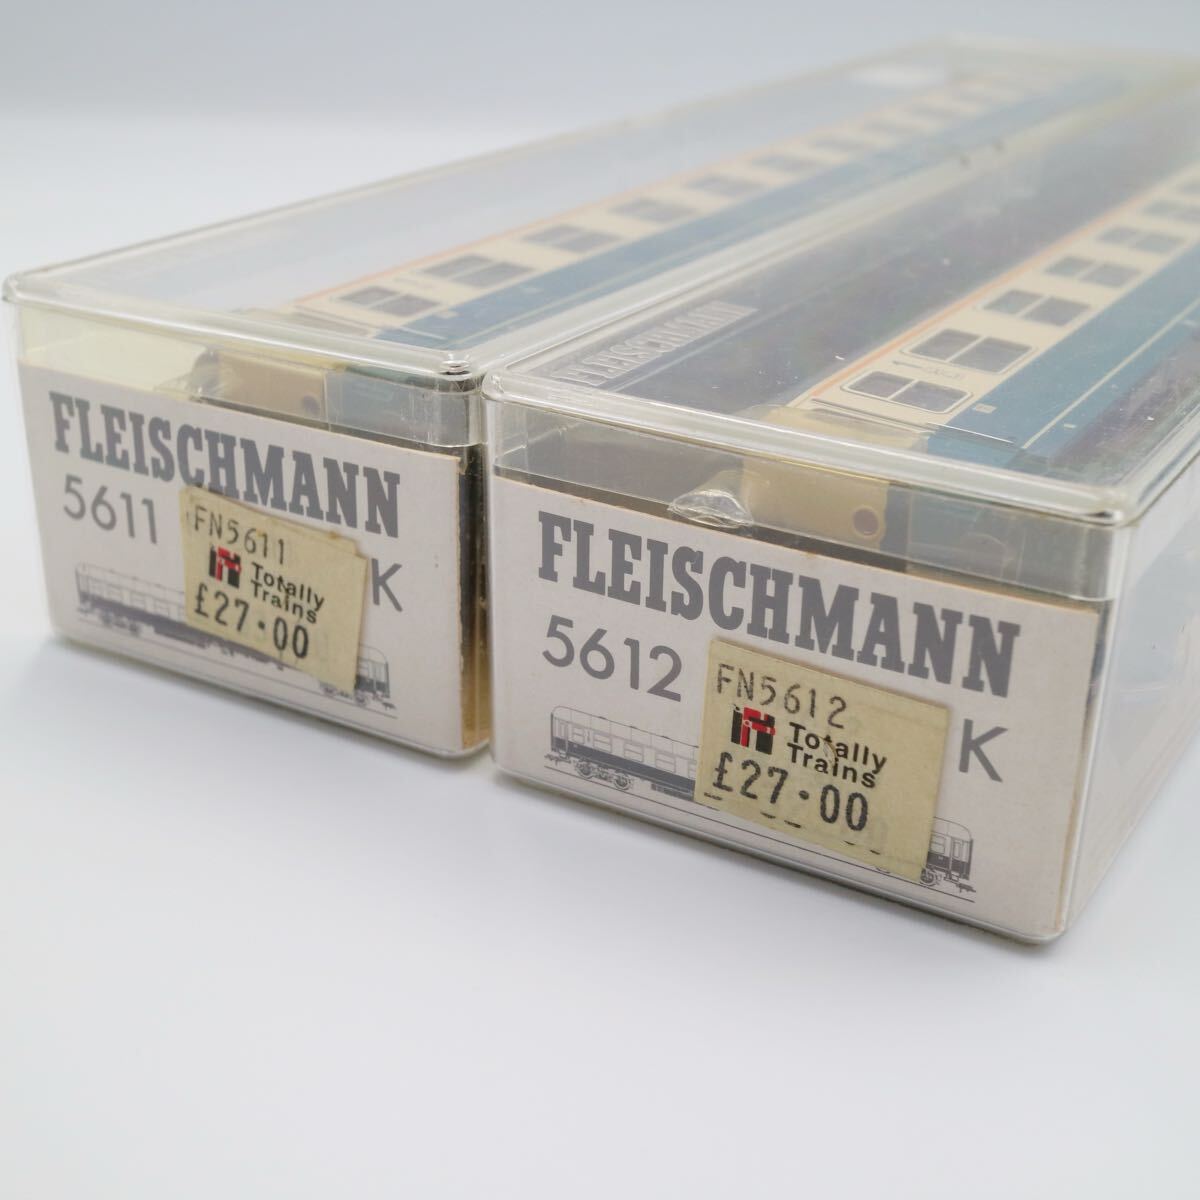 FLEISCHMANN
5611 K
FN5611
Totally
Trains
£27.00
FLEISCHMANN
5612 K
FN5612
Totally
Trains
£27.00